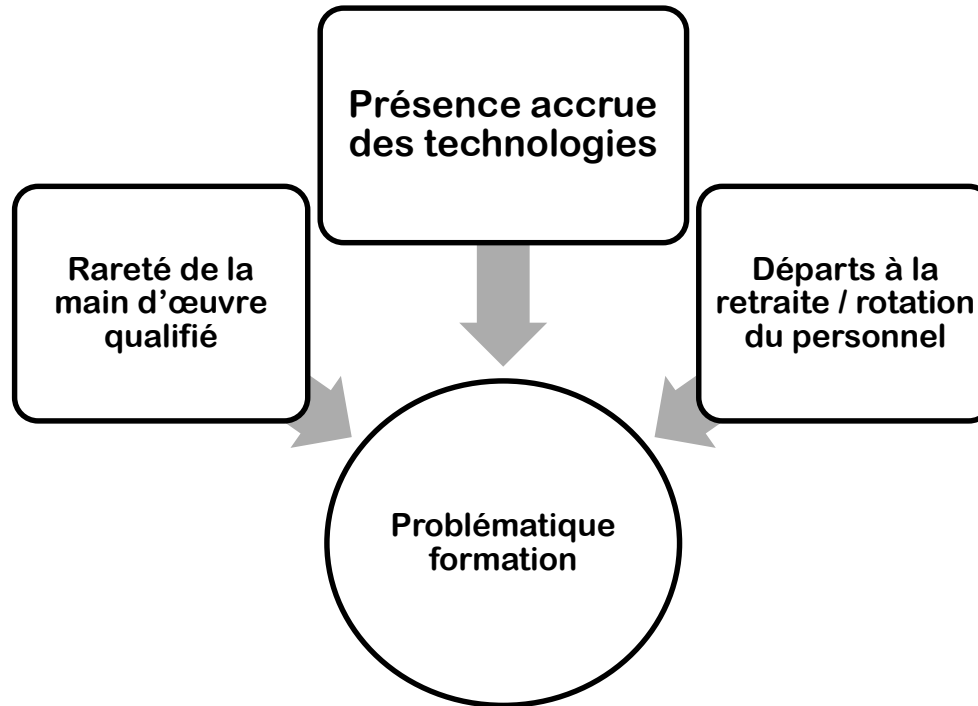 Présence accrue
des technologies
Rareté de la
main d’œuvre
qualifié
Départs à la
retraite / rotation
du personnel
Problématique
formation